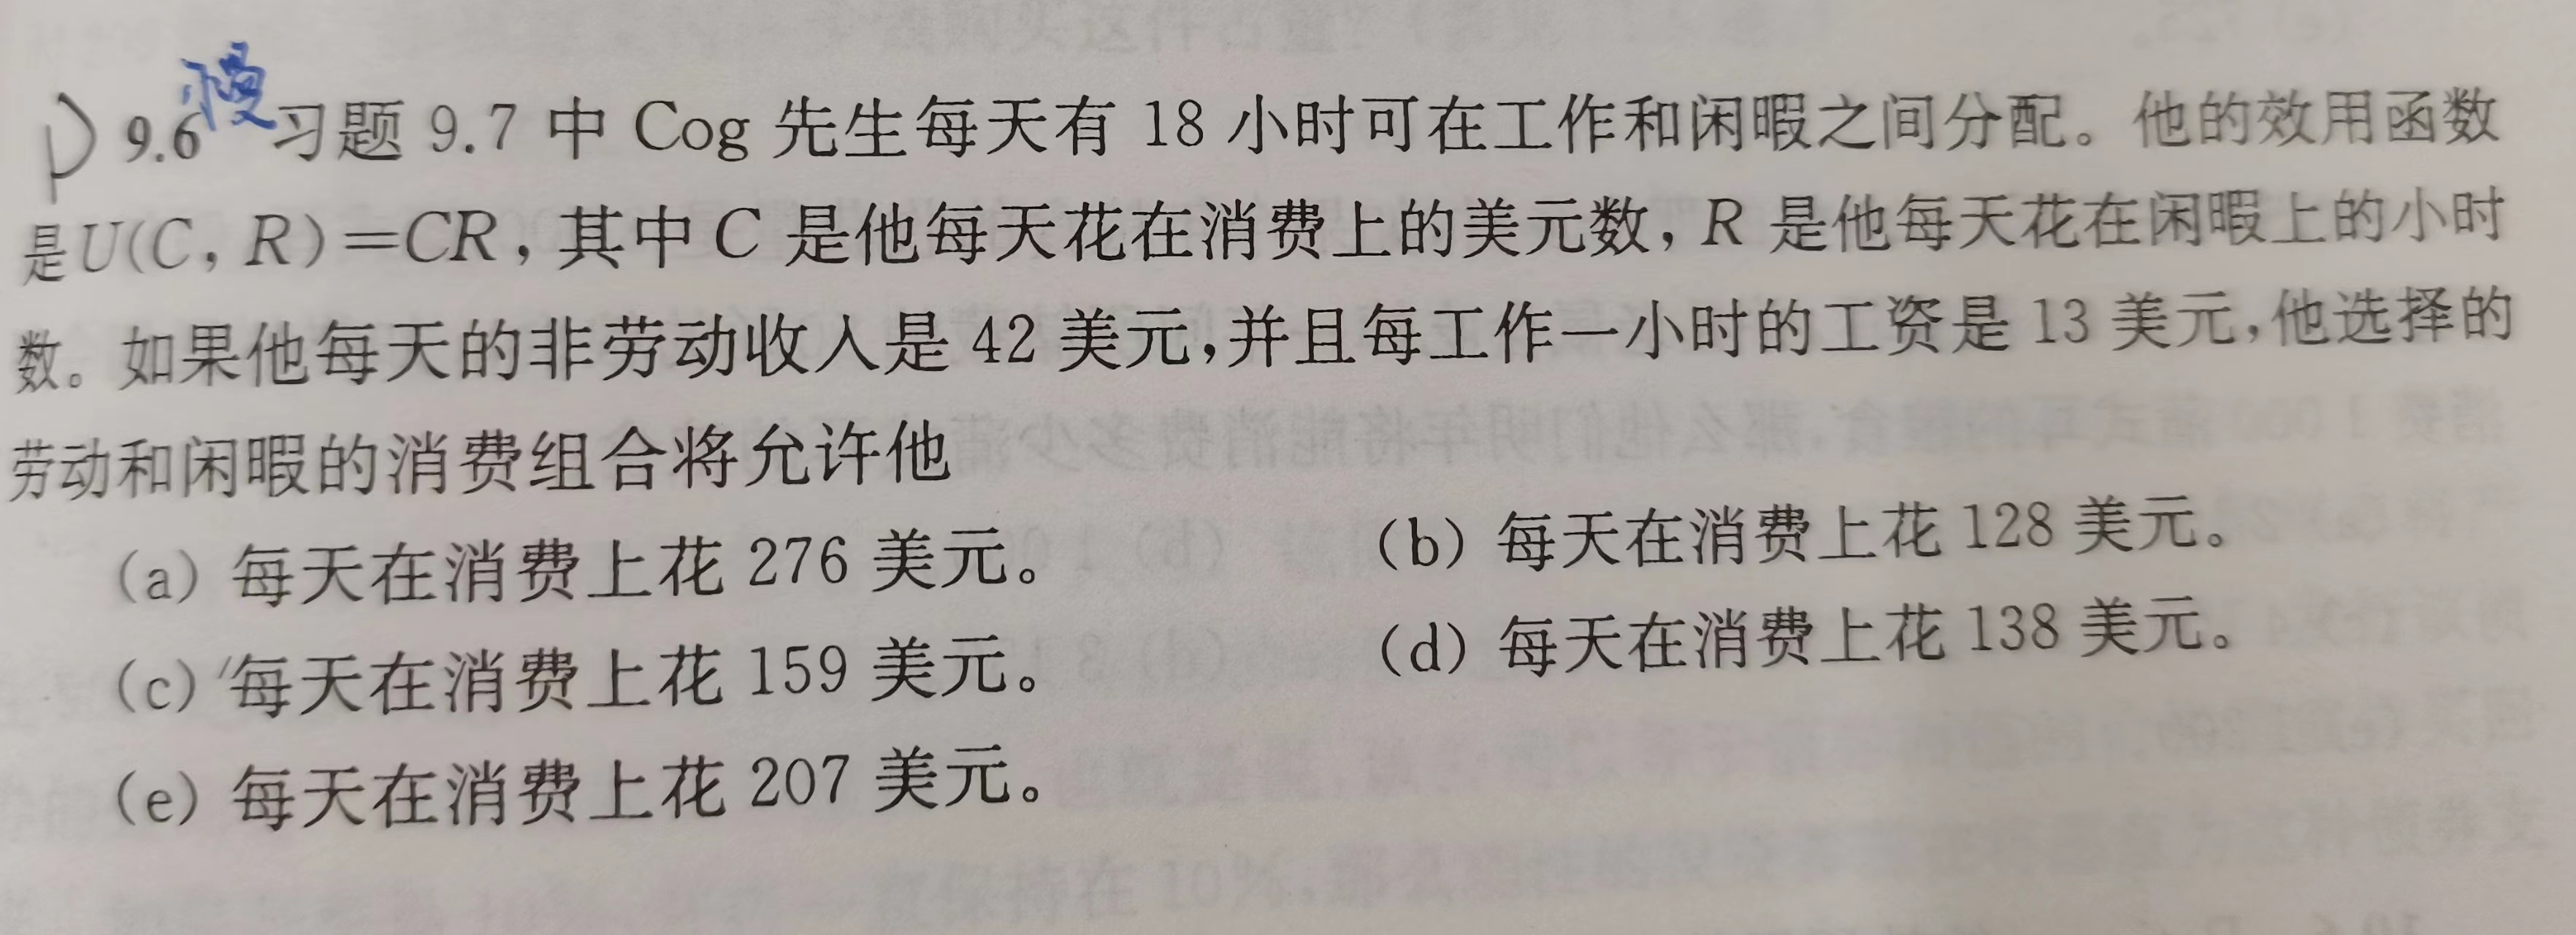 D 9.6 慢 习题 9.7 中 Cog 先生每天有 18 小时可在工作和闲暇之间分配。他的效用函数
是U(C, R)=CR, 其中 C 是他每天花在消费上的美元数, R 是他每天花在闲暇上的小时
数。如果他每天的非劳动收入是 42 美元,并且每工作一小时的工资是 13 美元,他选择的
劳动和闲暇的消费组合将允许他
(a) 每天在消费上花 276 美元。 (b) 每天在消费上花 128 美元。
(c) 每天在消费上花 159 美元。 (d) 每天在消费上花 138 美元。
(e) 每天在消费上花 207 美元。